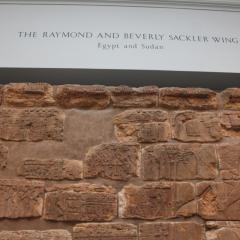 THE RAYMOND AND BEVERLY SACKLER WING
Egypt and Sudan